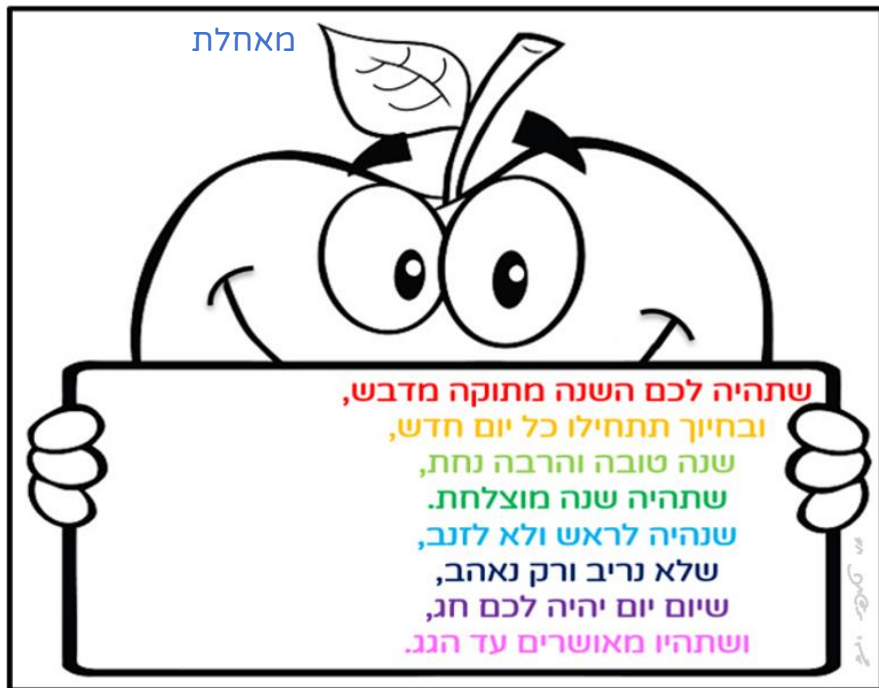 מאחלת
שתהיה לכם השנה מתוקה מדבש,
ובחיוך תתחילו כל יום חדש,
שנה טובה והרבה נחת,
שתהיה שנה מוצלחת.
שנהיה לראש ולא לזנב,
שלא נריב ורק נאהב,
שיום יום יהיה לכם חג,
ושתהיו מאושרים עד הגג.